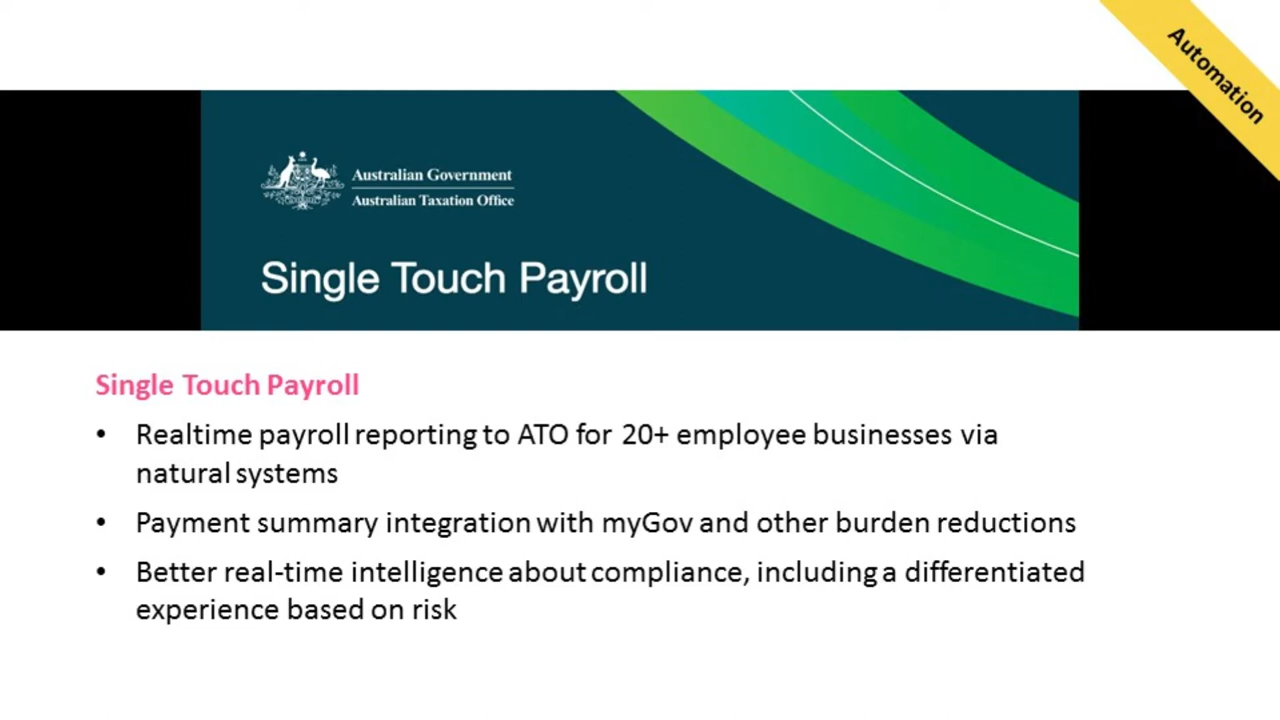 Automation
Australian Government
Australian Taxation Office
Single Touch Payroll
Single Touch Payroll
• Realtime payroll reporting to ATO for 20+ employee businesses via
natural systems
• Payment summary integration with myGov and other burden reductions
• Better real-time intelligence about compliance, including a differentiated
experience based on risk